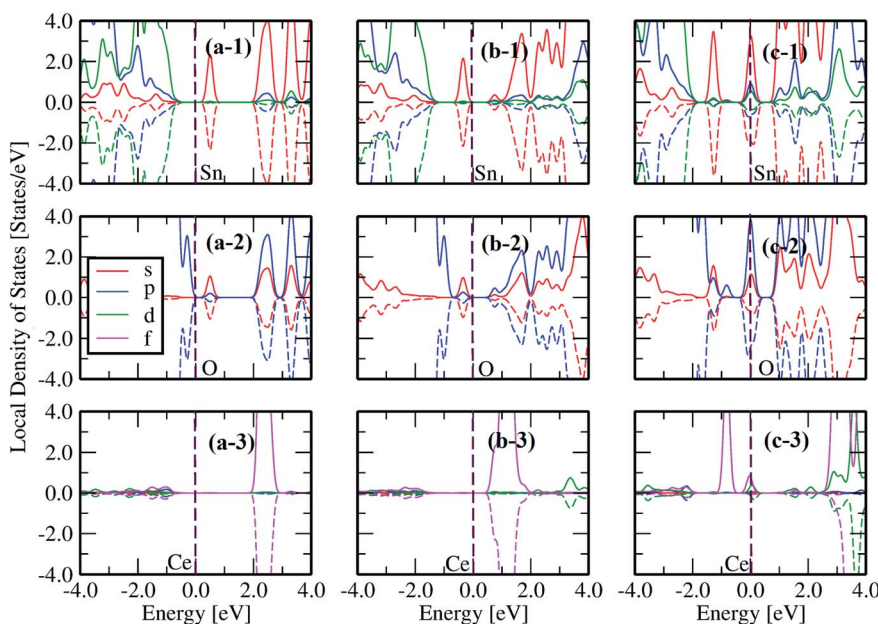 Local Density of States [States/eV]
4.0
2.0
0.0
-2.0
-4.0
(a-1)
Sn
(b-1)
Sn
(c-1)
Sn
4.0
2.0
0.0
-2.0
-4.0
s
p
d
f
(a-2)
O
(b-2)
O
(c-2)
O
4.0
2.0
0.0
-2.0
-4.0
(a-3)
Ce
(b-3)
Ce
(c-3)
Ce
-4.0 -2.0 0.0 2.0 4.0
-4.0 -2.0 0.0 2.0 4.0
-4.0 -2.0 0.0 2.0 4.0
Energy [eV]
Energy [eV]
Energy [eV]